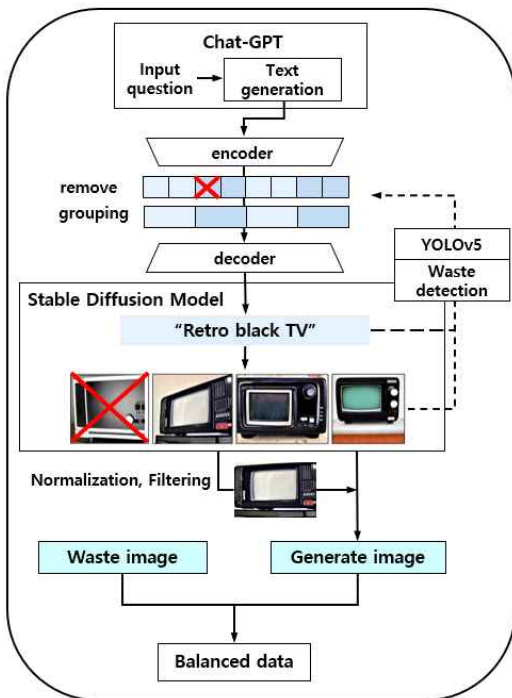 Chat-GPT
Input
question
Text
generation
encoder
remove
grouping
decoder
YOLOv5
Waste
detection
Stable Diffusion Model
“Retro black TV”
Normalization, Filtering
Waste image
Generate image
Balanced data